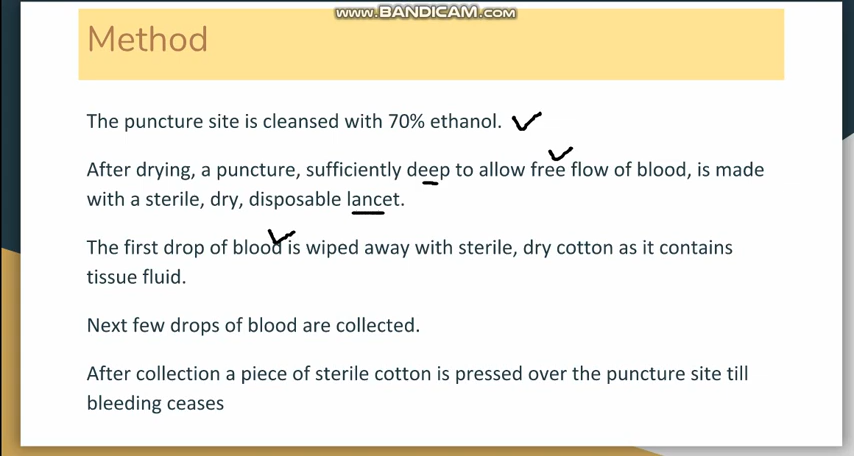 www.BANDICAM.com
Method
The puncture site is cleansed with 70% ethanol.
After drying, a puncture, sufficiently deep to allow free flow of blood, is made
with a sterile, dry, disposable lancet.
The first drop of blood is wiped away with sterile, dry cotton as it contains
tissue fluid.
Next few drops of blood are collected.
After collection a piece of sterile cotton is pressed over the puncture site till
bleeding ceases